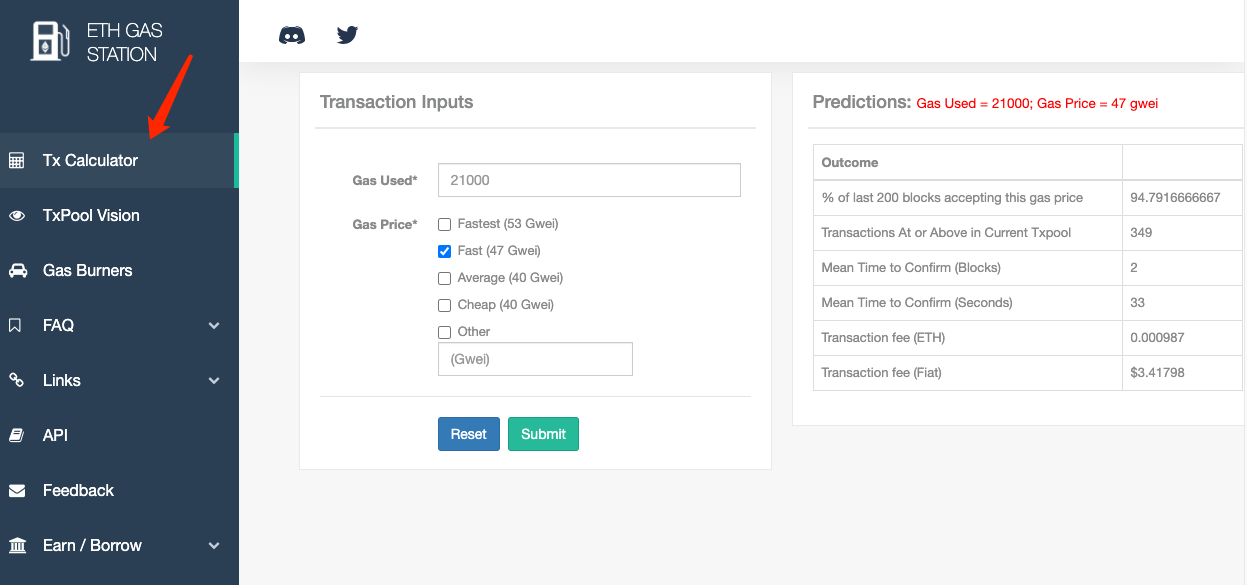 ETH GAS
STATION
Tx Calculator
TxPool Vision
Gas Burners
FAQ
Links
API
Feedback
Earn / Borrow
Transaction Inputs
Gas Used*
21000
Gas Price*
Fastest (53 Gwei)
Fast (47 Gwei)
Average (40 Gwei)
Cheap (40 Gwei)
Other
(Gwei)
Reset
Submit
Predictions: Gas Used = 21000; Gas Price = 47 gwei
Outcome
% of last 200 blocks accepting this gas price 94.7916666667
Transactions At or Above in Current Txpool 349
Mean Time to Confirm (Blocks) 2
Mean Time to Confirm (Seconds) 33
Transaction fee (ETH) 0.000987
Transaction fee (Fiat) $3.41798